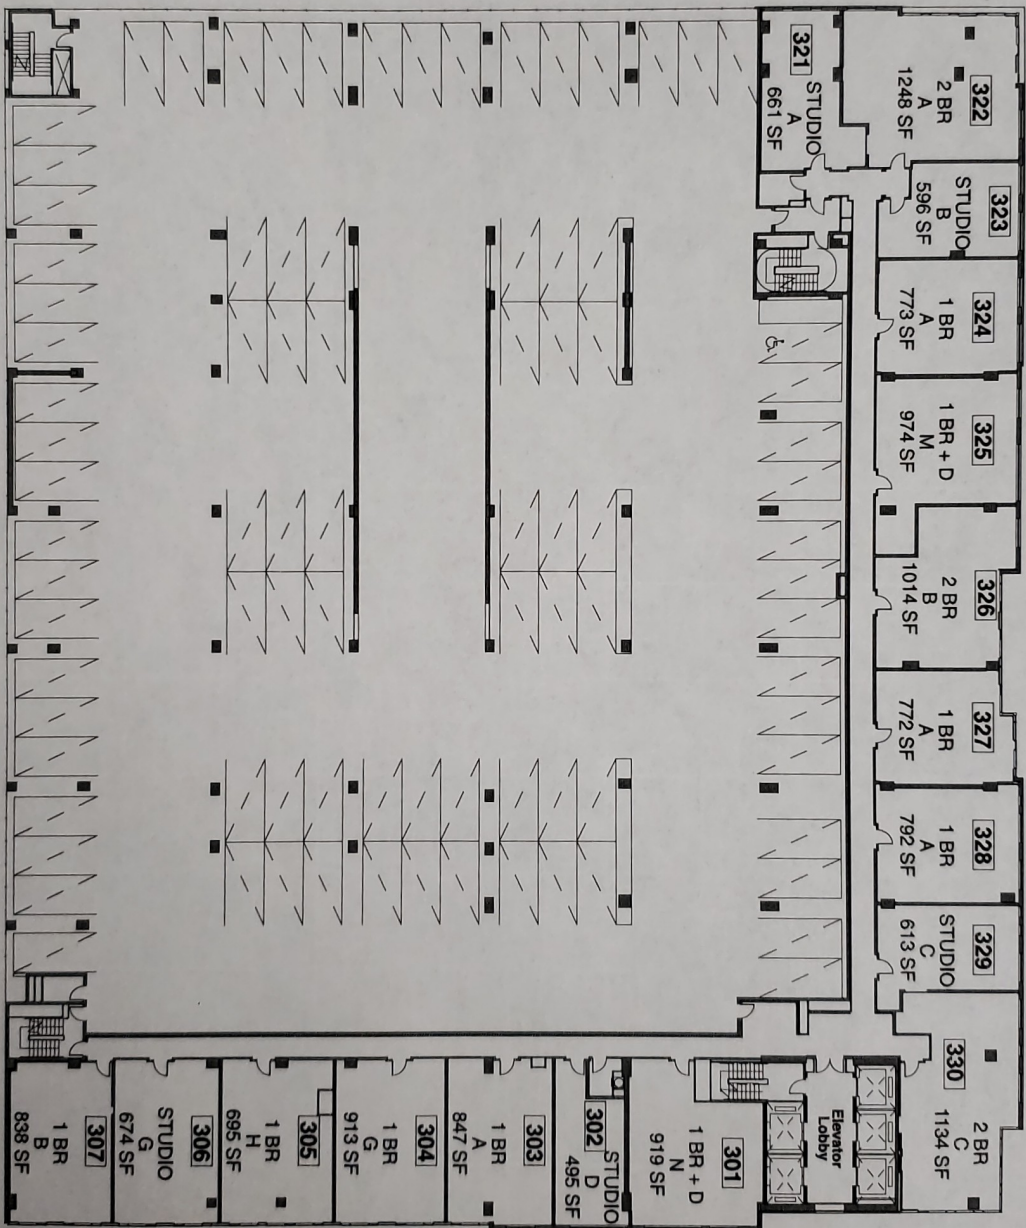 321
STUDIO
A
661 SF
322
2 BR
A
1248 SF
323
STUDIO
B
596 SF
324
1 BR
A
773 SF
325
1 BR + D
M
974 SF
326
2 BR
B
1014 SF
327
1 BR
A
772 SF
328
1 BR
A
792 SF
329
STUDIO
C
613 SF
330
2 BR
C
1134 SF
Elevator
Lobby
301
1 BR + D
N
919 SF
302
STUDIO
D
495 SF
303
1 BR
A
847 SF
304
1 BR
G
913 SF
305
1 BR
H
695 SF
306
STUDIO
G
674 SF
307
1 BR
B
838 SF